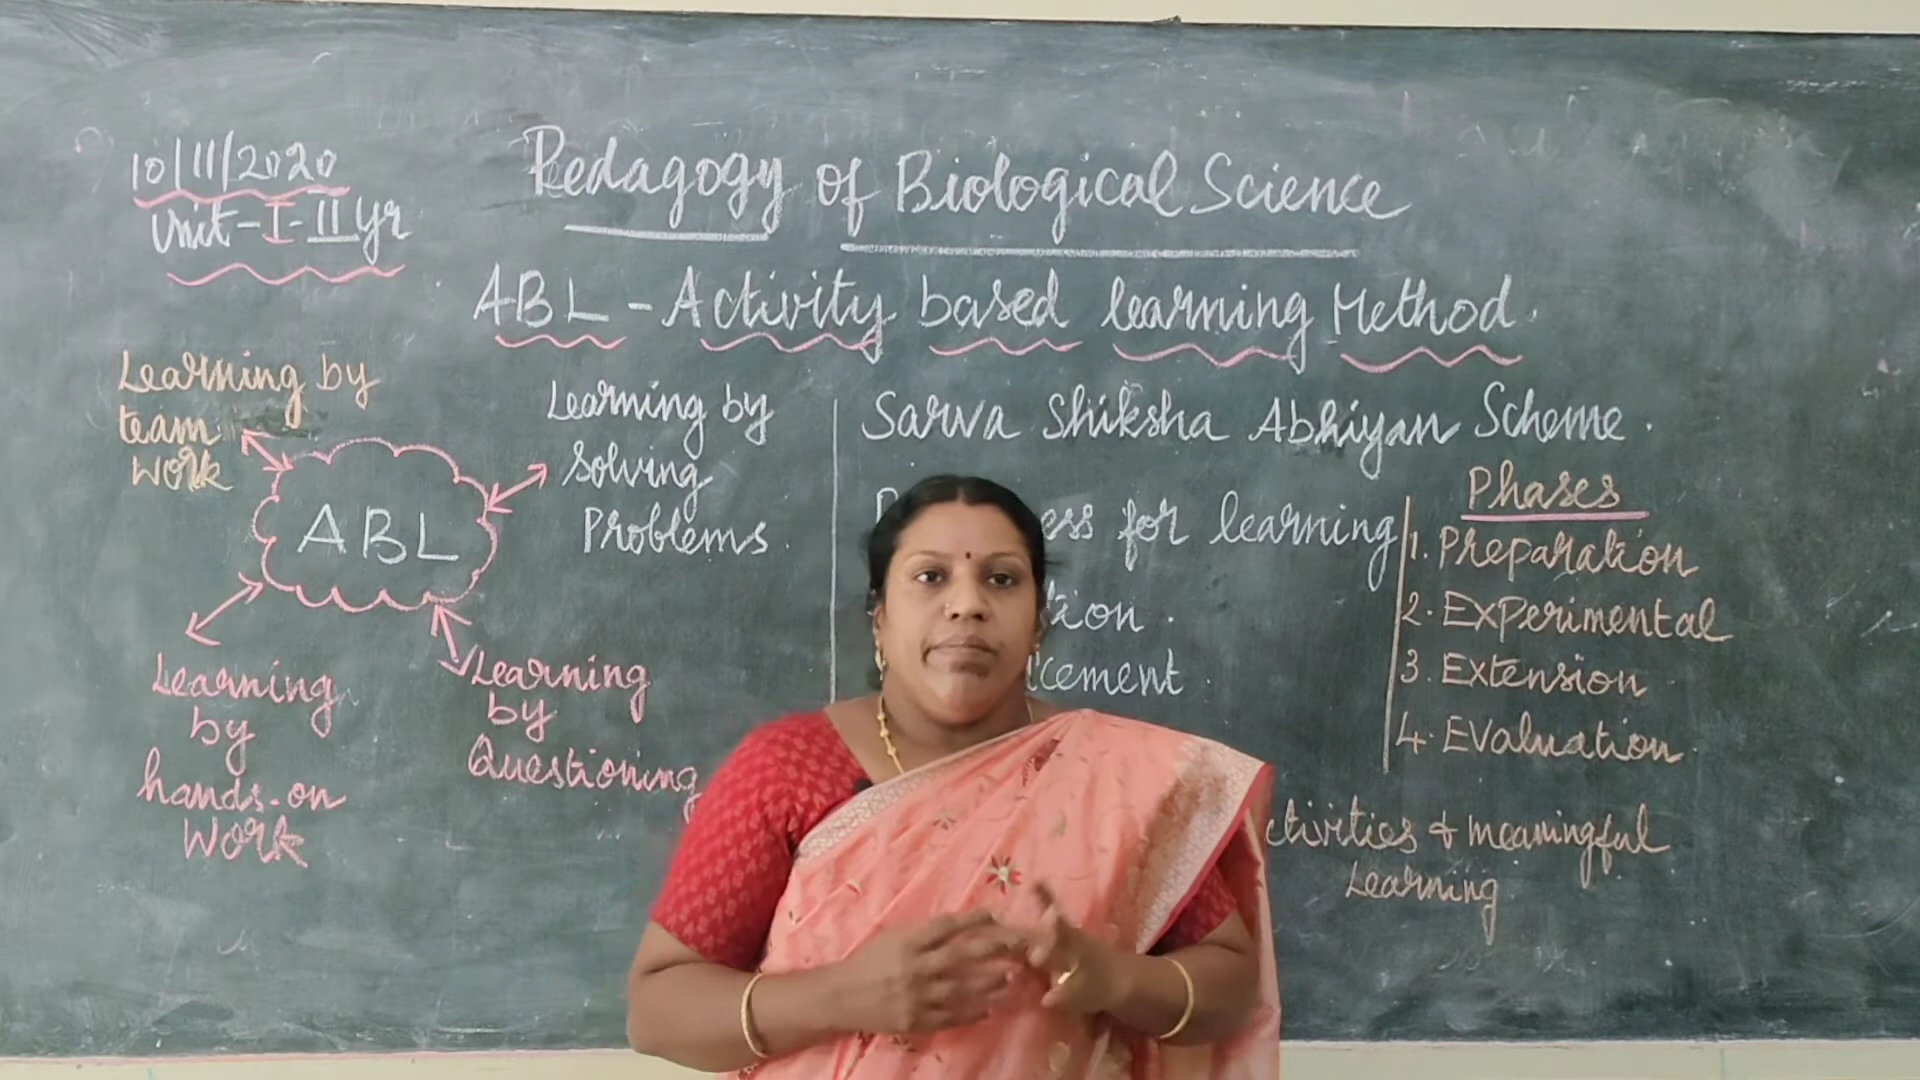 10/11/2020
Unit-I-II yr
Pedagogy of Biological Science
ABL - Activity based learning Method.
Learning by
team
work
ABL
Learning by
Solving
Problems.
Learning
by
hands-on
Work
Learning
by
Questioning
Sarva Shiksha Abhiyan Scheme.
for learning
Phases
1. Preparation
2. Experimental
3. Extension
4. Evaluation
& meaningful
Learning